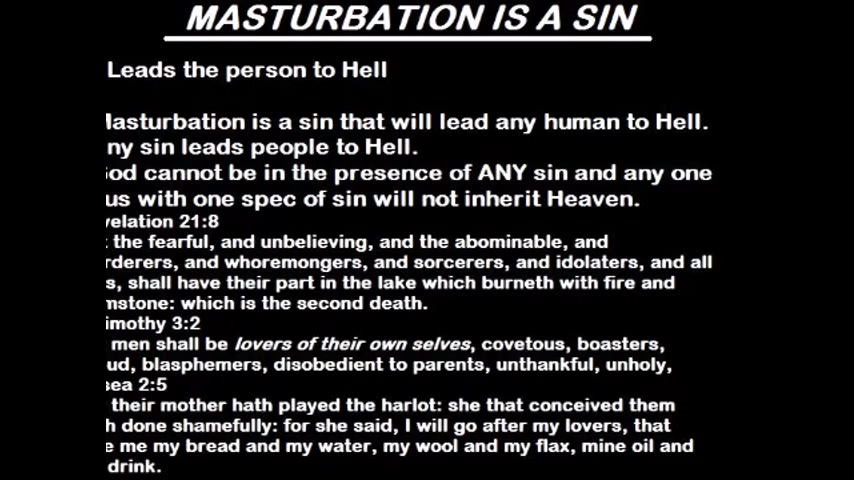 MASTURBATION IS A SIN
Leads the person to Hell
asturbation is a sin that will lead any human to Hell.
ny sin leads people to Hell.
od cannot be in the presence of ANY sin and any one
us with one spec of sin will not inherit Heaven.
velation 21:8
the fearful, and unbelieving, and the abominable, and
rderers, and whoremongers, and sorcerers, and idolaters, and all
s, shall have their part in the lake which burneth with fire and
mstone: which is the second death.
imothy 3:2
men shall be lovers of their own selves, covetous, boasters,
ud, blasphemers, disobedient to parents, unthankful, unholy,
sea 2:5
their mother hath played the harlot: she that conceived them
h done shamefully: for she said, I will go after my lovers, that
e me my bread and my water, my wool and my flax, mine oil and
drink.